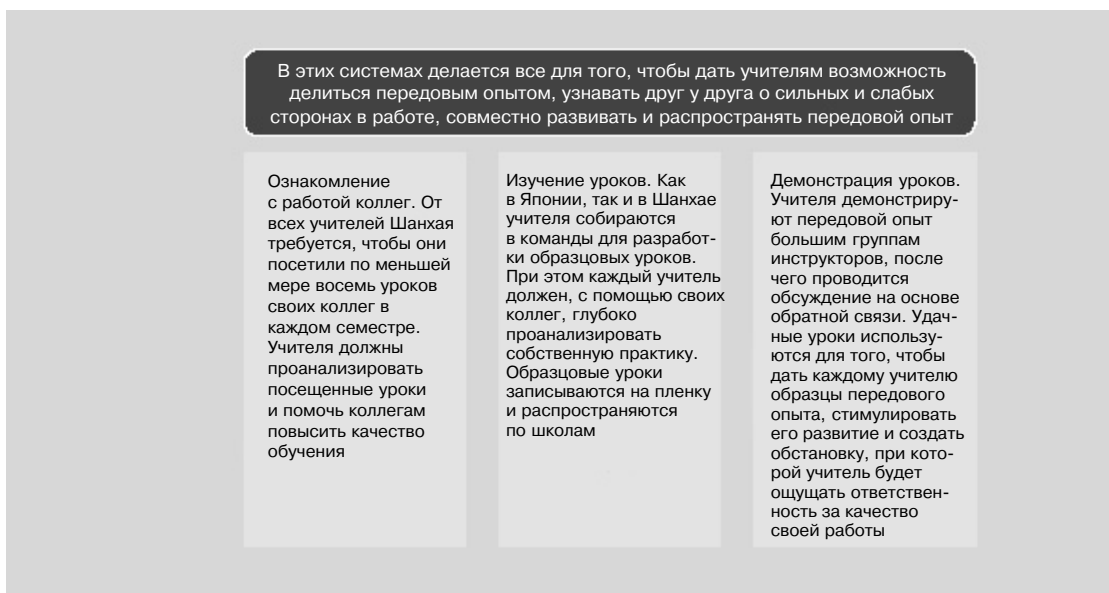 В этих системах делается все для того, чтобы дать учителям возможность
делиться передовым опытом, узнавать друг у друга о сильных и слабых
сторонах в работе, совместно развивать и распространять передовой опыт
Ознакомление
с работой коллег. От
всех учителей Шанхая
требуется, чтобы они
посетили по меньшей
мере восемь уроков
своих коллег в
каждом семестре.
Учителя должны
проанализировать
посещенные уроки
и помочь коллегам
повысить качество
обучения
Изучение уроков. Как
в Японии, так и в Шанхае
учителя собираются
в команды для разработ-
ки образцовых уроков.
При этом каждый учитель
должен, с помощью своих
коллег, глубоко
проанализировать
собственную практику.
Образцовые уроки
записываются на пленку
и распространяются
по школам
Демонстрация уроков.
Учителя демонстриру-
ют передовой опыт
большим группам
инструкторов, после
чего проводится
обсуждение на основе
обратной связи. Удач-
ные уроки использу-
ются для того, чтобы
дать каждому учителю
образцы передового
опыта, стимулировать
его развитие и создать
обстановку, при кото-
рой учитель будет
ощущать ответствен-
ность за качество
своей работы